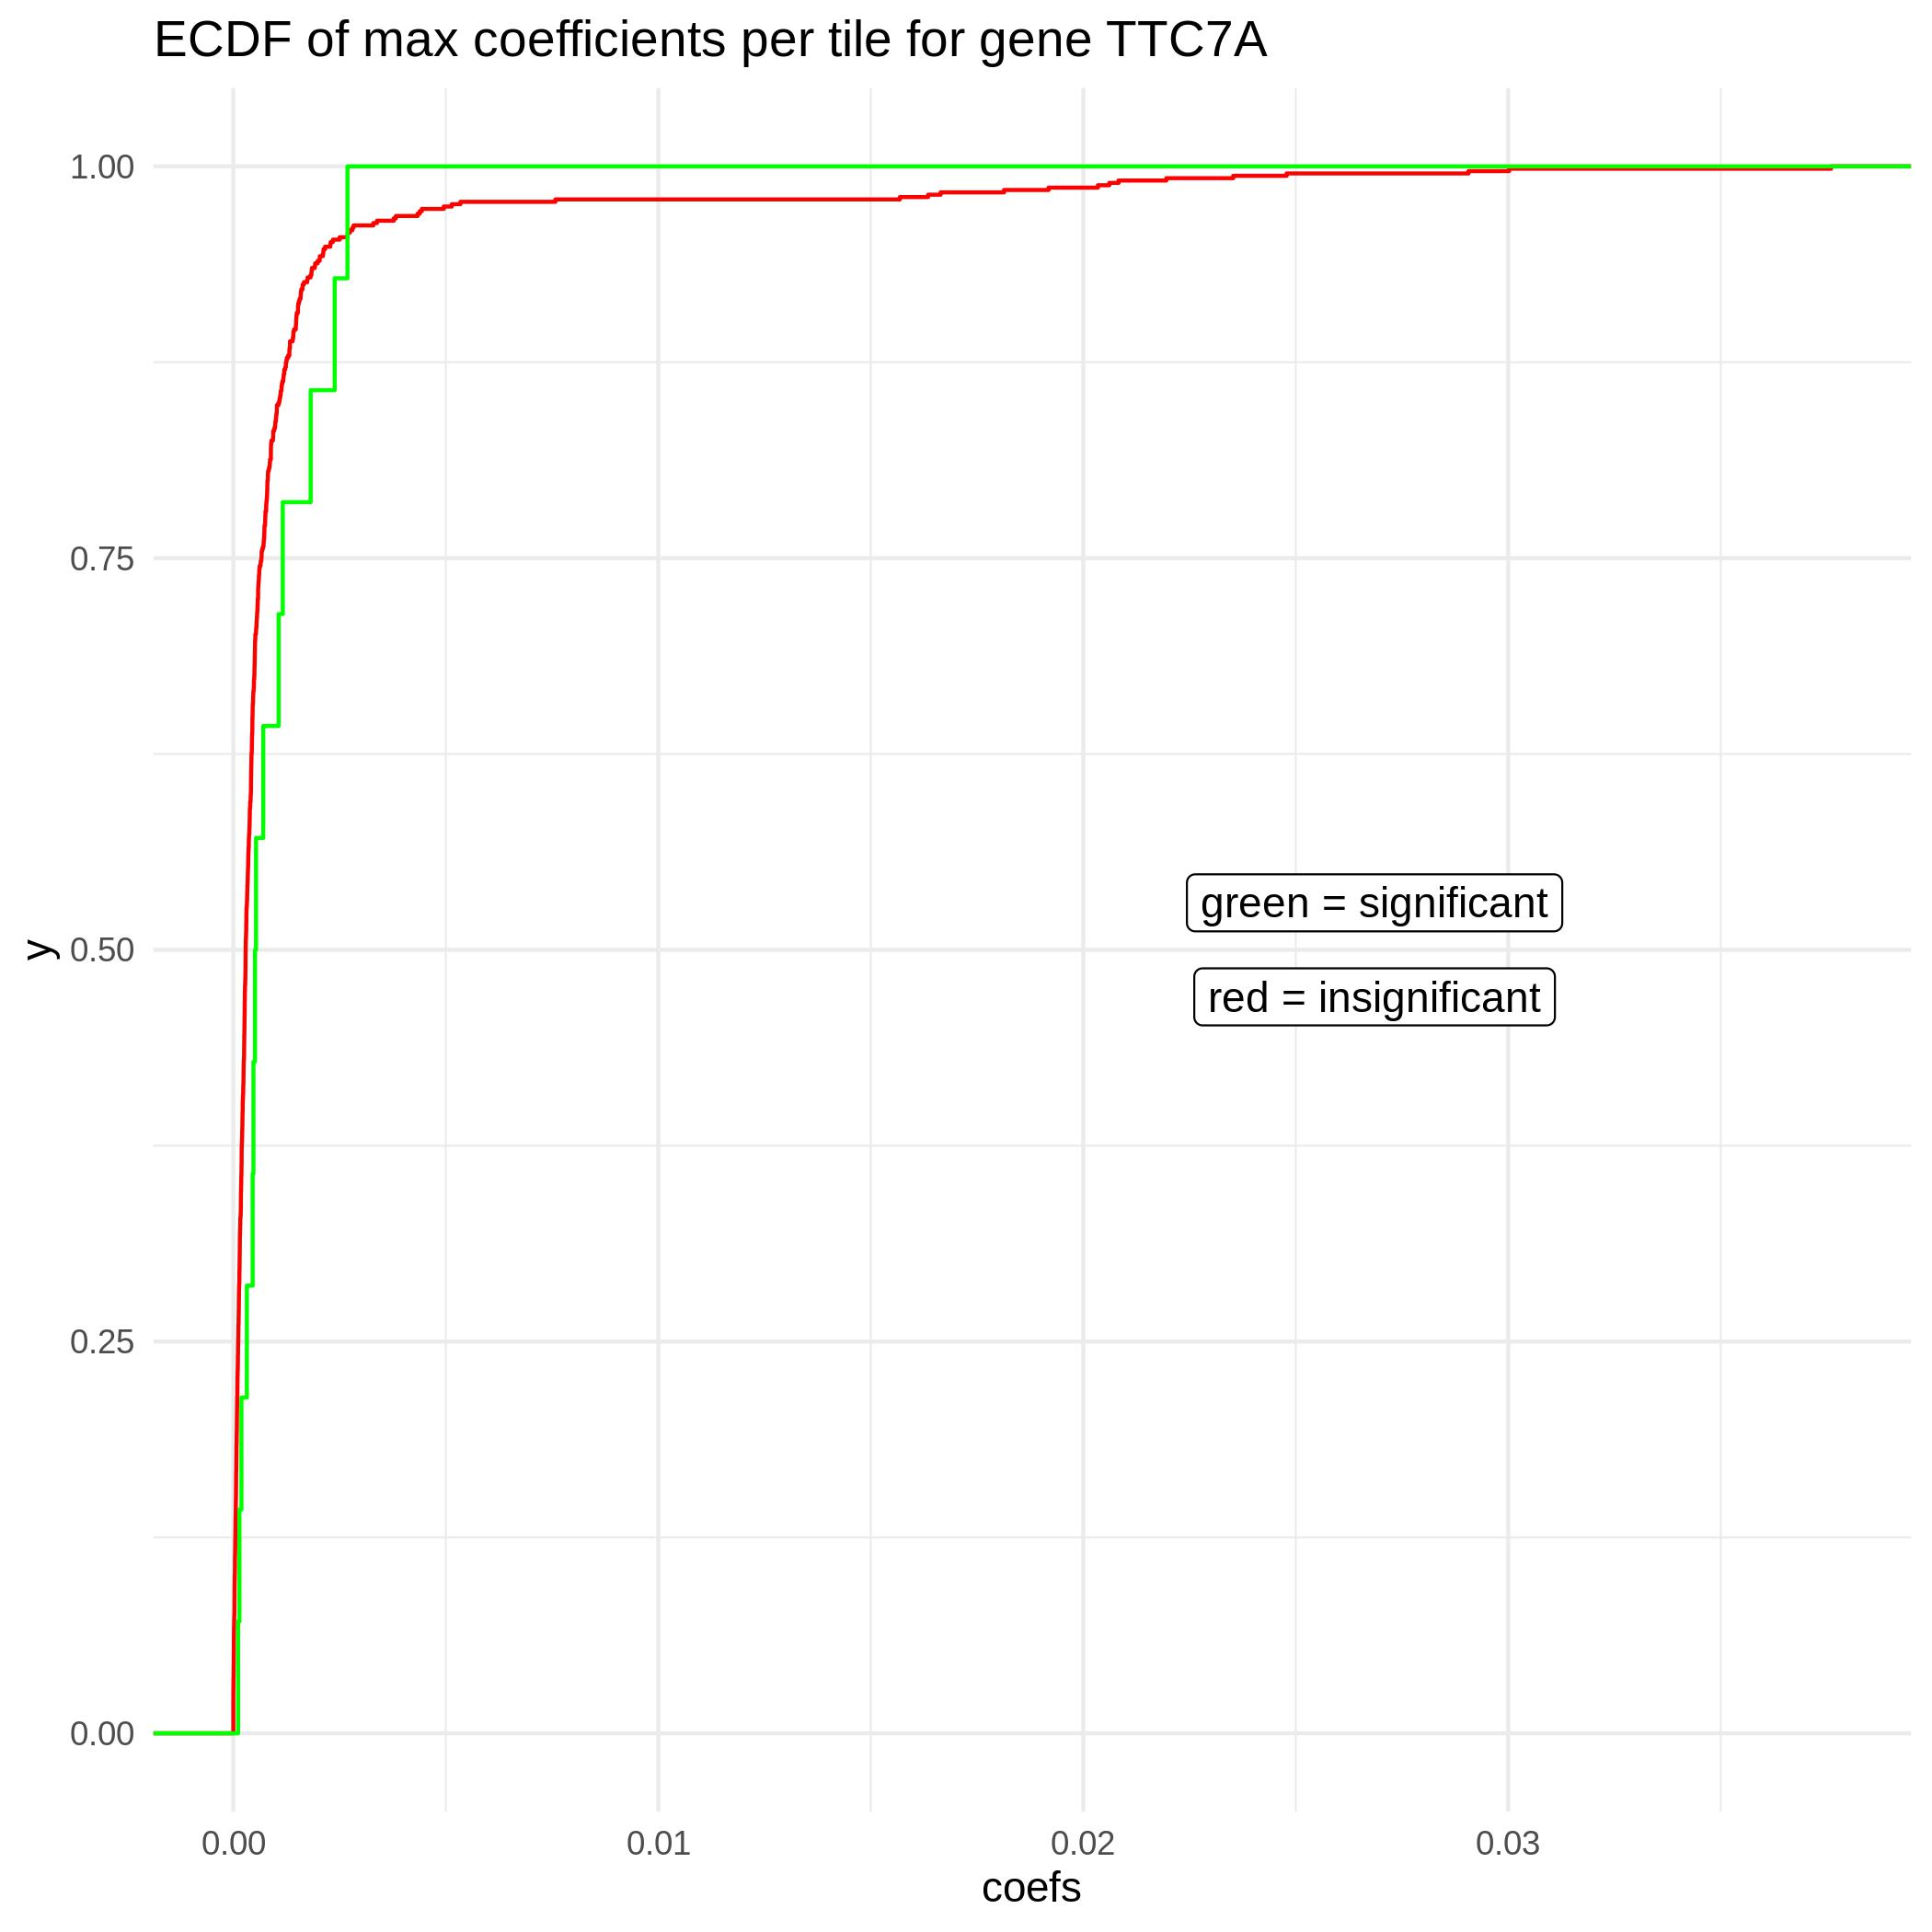 ECDF of max coefficients per tile for gene TTC7A
1.00
0.75
0.50
0.25
0.00
y
green = significant
red = insignificant
0.00
0.01
0.02
0.03
coefs